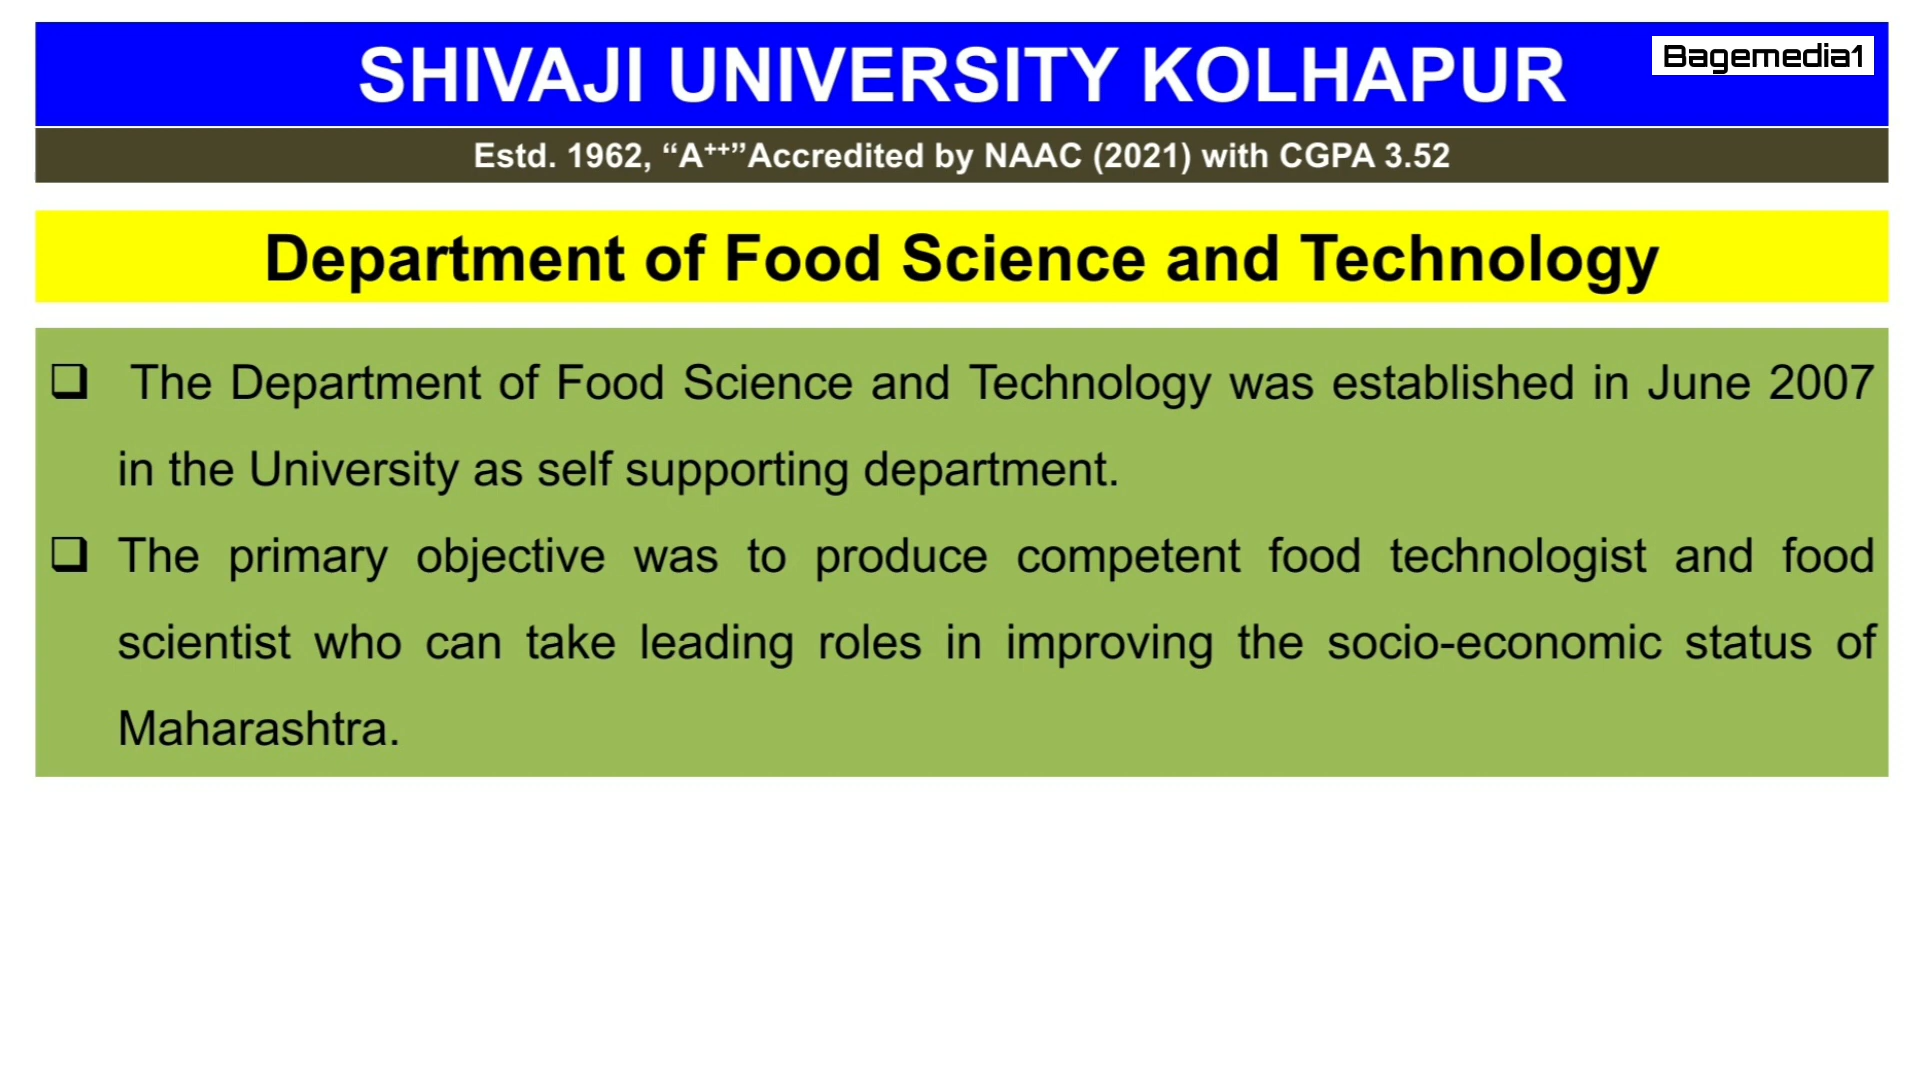 SHIVAJI UNIVERSITY KOLHAPUR
Bagemedia1
Estd. 1962, “A⁺⁺”Accredited by NAAC (2021) with CGPA 3.52
Department of Food Science and Technology
❑ The Department of Food Science and Technology was established in June 2007
in the University as self supporting department.
❑ The primary objective was to produce competent food technologist and food
scientist who can take leading roles in improving the socio-economic status of
Maharashtra.